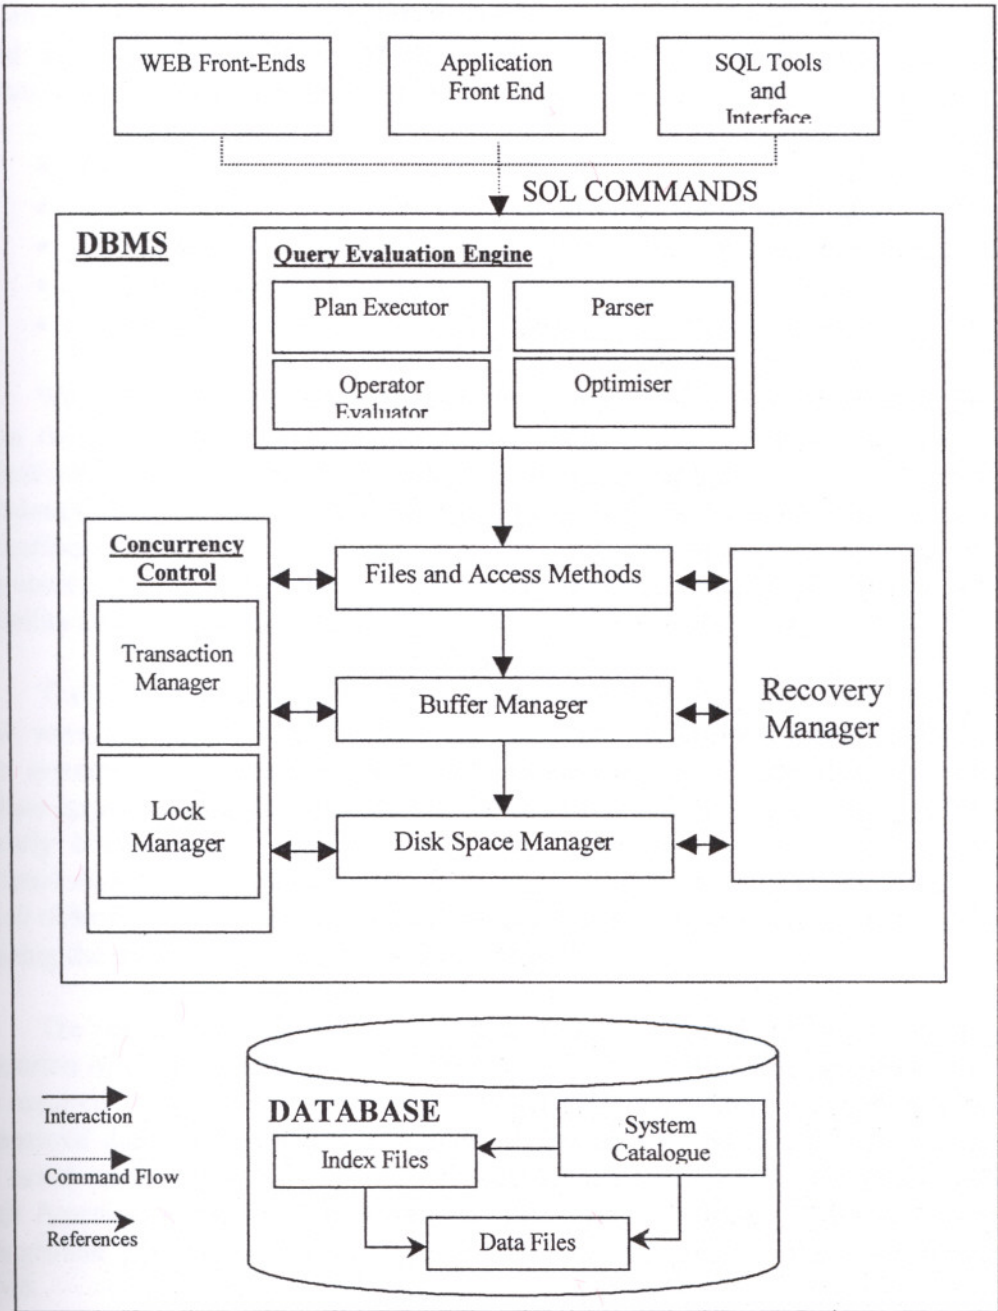 WEB Front-Ends
Application
Front End
SQL Tools
and
Interface
SQL COMMANDS
DBMS
Query Evaluation Engine
Plan Executor
Parser
Operator
Evaluator
Optimiser
Concurrency
Control
Transaction
Manager
Lock
Manager
Files and Access Methods
Buffer Manager
Disk Space Manager
Recovery
Manager
DATABASE
Index Files
System
Catalogue
Data Files
Interaction
Command Flow
References